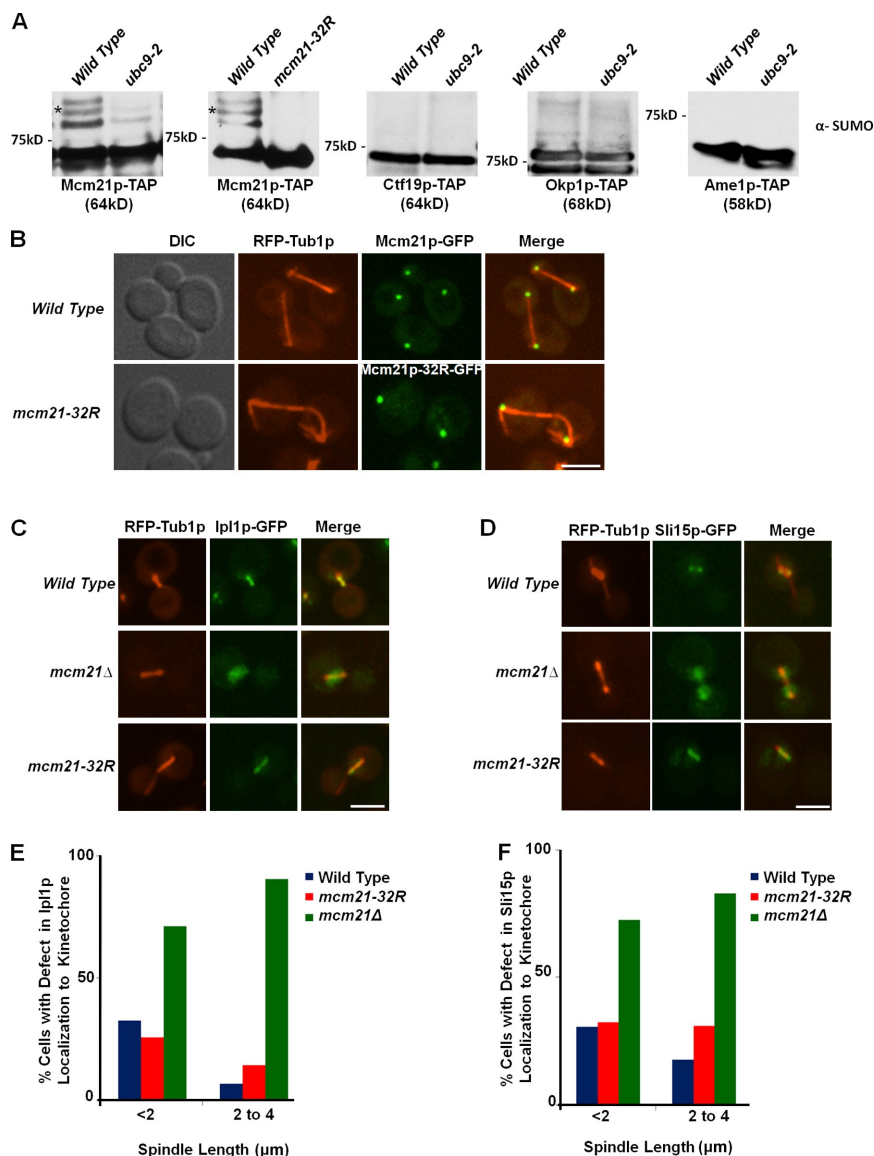 A
Wild Type
ubc9-2
Wild Type
mcm21-32R
Wild Type
ubc9-2
Wild Type
ubc9-2
Wild Type
ubc9-2
*
75kD -
*
75kD -
75kD -
75kD -
75kD -
α- SUMO
Mcm21p-TAP
(64kD)
Mcm21p-TAP
(64kD)
Ctf19p-TAP
(64kD)
Okp1p-TAP
(68kD)
Ame1p-TAP
(58kD)
B
DIC
RFP-Tub1p
Mcm21p-GFP
Merge
Wild Type
Mcm21p-32R-GFP
mcm21-32R
C
RFP-Tub1p
Ipl1p-GFP
Merge
Wild Type
mcm21Δ
mcm21-32R
D
RFP-Tub1p
Sli15p-GFP
Merge
Wild Type
mcm21Δ
mcm21-32R
E
% Cells with Defect in Ipl1p
Localization to Kinetochore
100
50
0
<2
2 to 4
Spindle Length (μm)
Wild Type
mcm21-32R
mcm21Δ
F
% Cells with Defect in Sli15p
Localization to Kinetochore
100
50
0
<2
2 to 4
Spindle Length (μm)
Wild Type
mcm21-32R
mcm21Δ